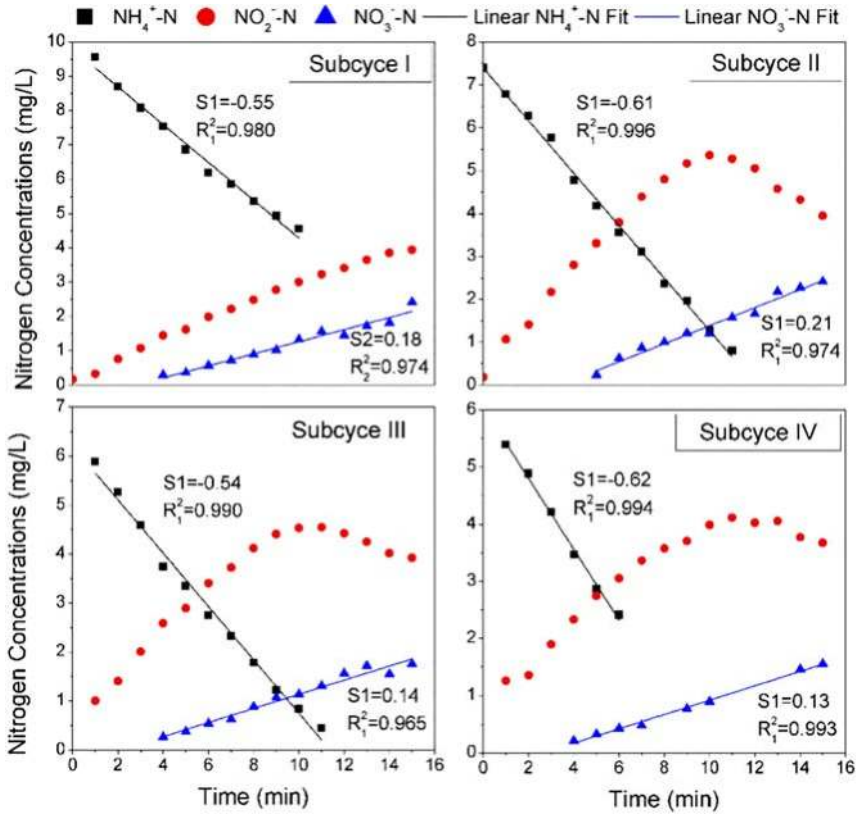 NH₄⁺-N NO₂⁻-N NO₃⁻-N Linear NH₄⁺-N Fit Linear NO₃⁻-N Fit
Nitrogen Concentrations (mg/L)
10
9
8
7
6
5
4
3
2
1
0
Subcyce I
S1=-0.55
R₁²=0.980
S2=0.18
R₂²=0.974
8
7
6
5
4
3
2
1
0
Subcyce II
S1=-0.61
R₁²=0.996
S1=0.21
R₁²=0.974
Nitrogen Concentrations (mg/L)
7
6
5
4
3
2
1
0
Subcyce III
S1=-0.54
R₁²=0.990
S1=0.14
R₁²=0.965
0 2 4 6 8 10 12 14 16
Time (min)
6
5
4
3
2
1
0
Subcyce IV
S1=-0.62
R₁²=0.994
S1=0.13
R₁²=0.993
0 2 4 6 8 10 12 14 16
Time (min)